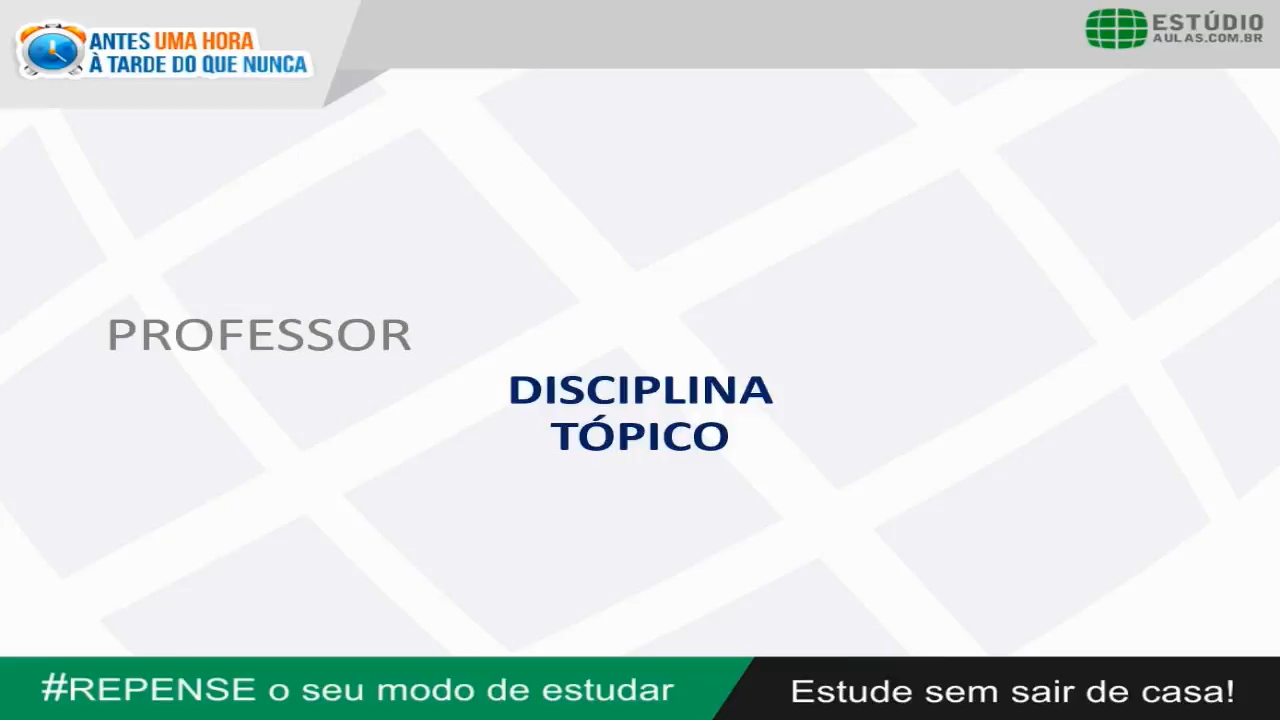 ANTES UMA HORA
À TARDE DO QUE NUNCA
ESTÚDIO
AULAS.COM.BR
PROFESSOR
DISCIPLINA
TÓPICO
#REPENSE o seu modo de estudar
Estude sem sair de casa!